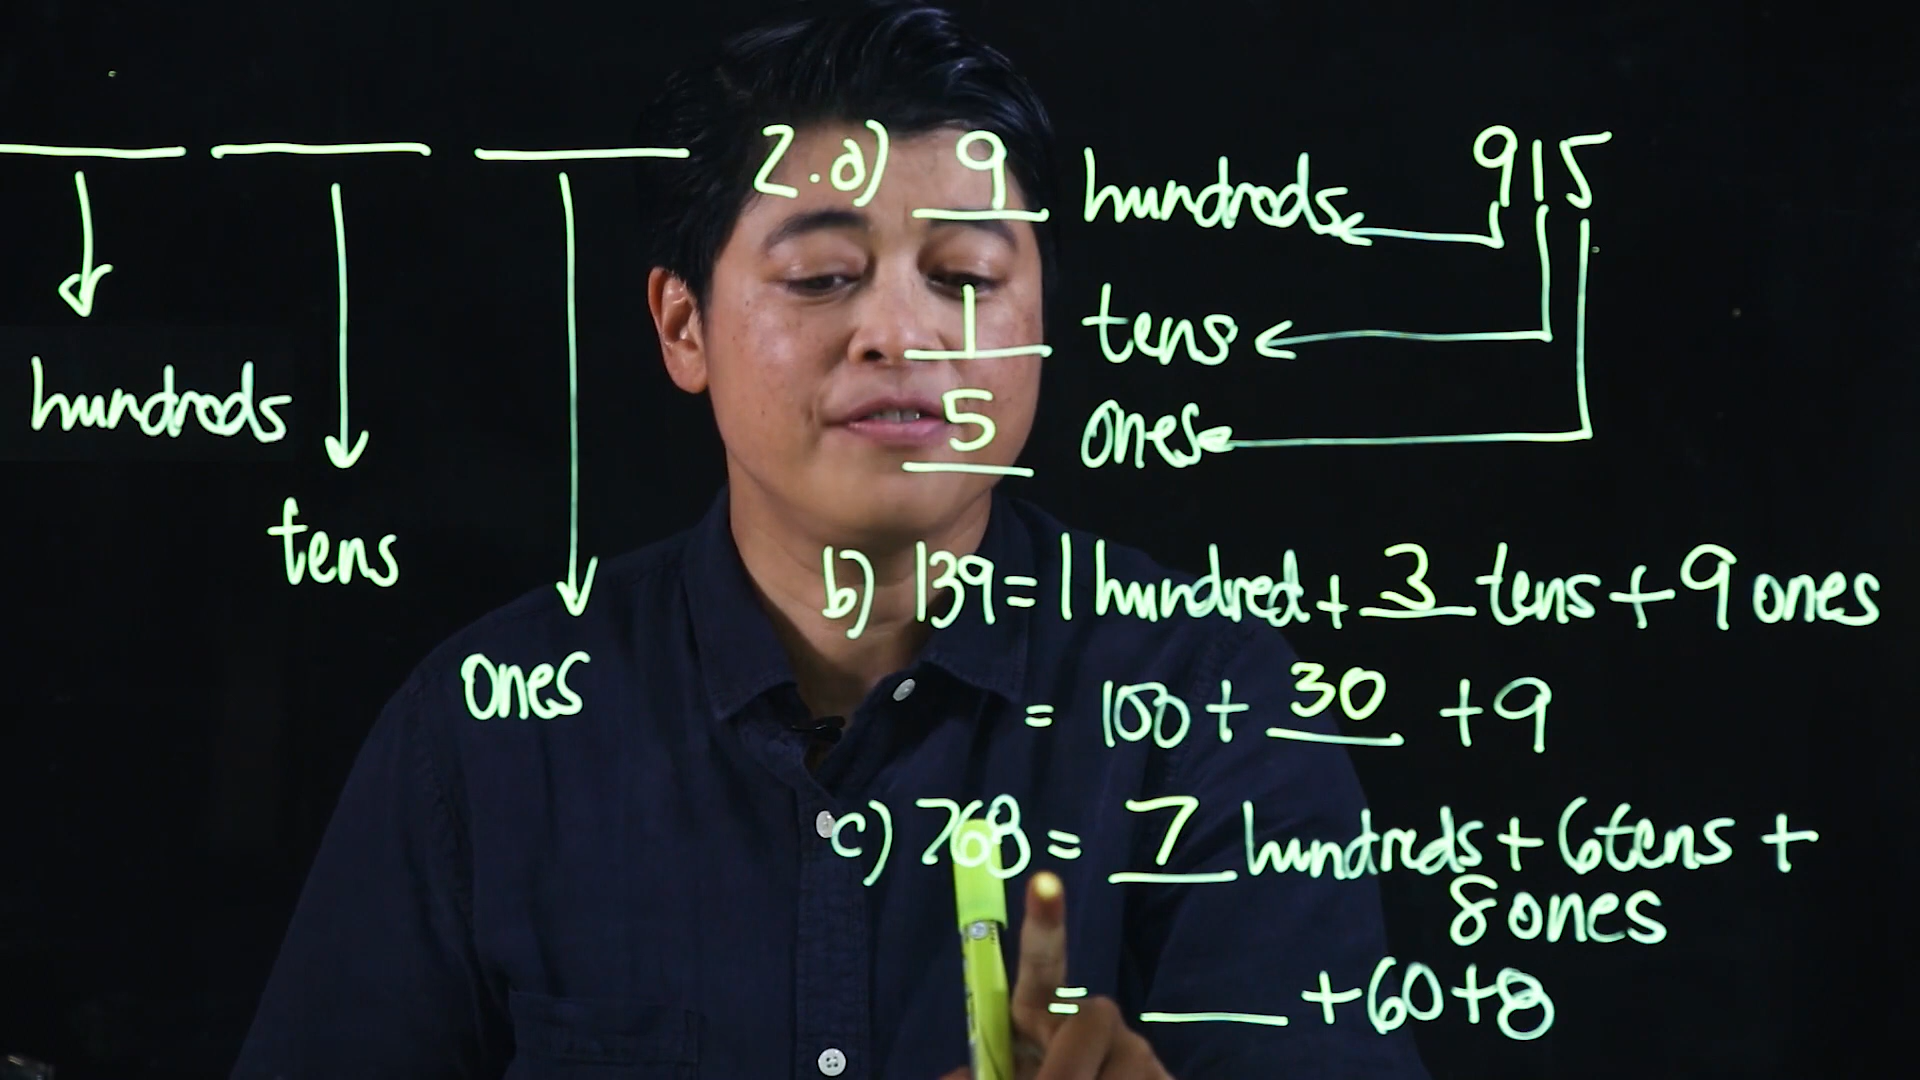 hundreds
tens
ones
2.a) 9 hundreds 915
1 tens
5 ones
b) 139 = 1 hundred + 3 tens + 9 ones
= 100 + 30 + 9
c) 768 = 7 hundreds + 6 tens +
8 ones
= ___ + 60 + 8